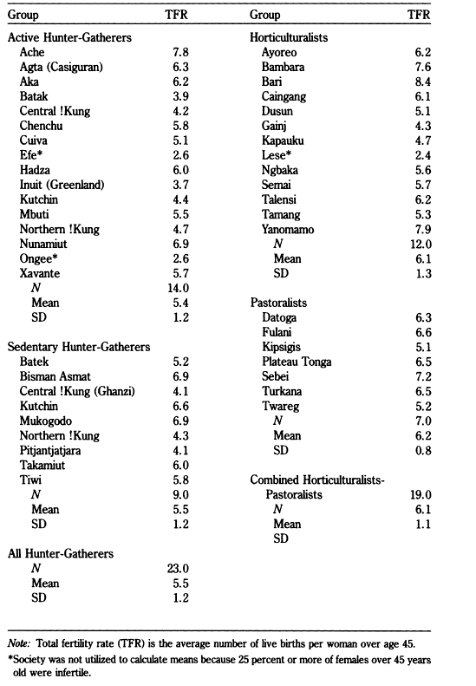 Group TFR
Active Hunter-Gatherers
Ache 7.8
Agta (Casiguran) 6.3
Aka 6.2
Batak 3.9
Central !Kung 4.2
Chenchu 5.8
Cuiva 5.1
Efe* 2.6
Hadza 6.0
Inuit (Greenland) 3.7
Kutchin 4.4
Mbuti 5.5
Northern !Kung 4.7
Nunamiut 6.9
Ongee* 2.6
Xavante 5.7
N 14.0
Mean 5.4
SD 1.2
Sedentary Hunter-Gatherers
Batek 5.2
Bisman Asmat 6.9
Central !Kung (Ghanzi) 4.1
Kutchin 6.6
Mukogodo 6.9
Northern !Kung 4.3
Pitjantjatjara 4.1
Takamiut 6.0
Tiwi 5.8
N 9.0
Mean 5.5
SD 1.2
All Hunter-Gatherers
N 23.0
Mean 5.5
SD 1.2
Group TFR
Horticulturalists
Ayoreo 6.2
Bambara 7.6
Bari 8.4
Caingang 6.1
Dusun 5.1
Gainj 4.3
Kapauku 4.7
Lese* 2.4
Ngbaka 5.6
Semai 5.7
Talensi 6.2
Tamang 5.3
Yanomamo 7.9
N 12.0
Mean 6.1
SD 1.3
Pastoralists
Datoga 6.3
Fulani 6.6
Kipsigis 5.1
Plateau Tonga 6.5
Sebei 7.2
Turkana 6.5
Twareg 5.2
N 7.0
Mean 6.2
SD 0.8
Combined Horticulturalists-
Pastoralists 19.0
N 6.1
Mean 1.1
SD
Note: Total fertility rate (TFR) is the average number of live births per woman over age 45.
*Society was not utilized to calculate means because 25 percent or more of females over 45 years
old were infertile.